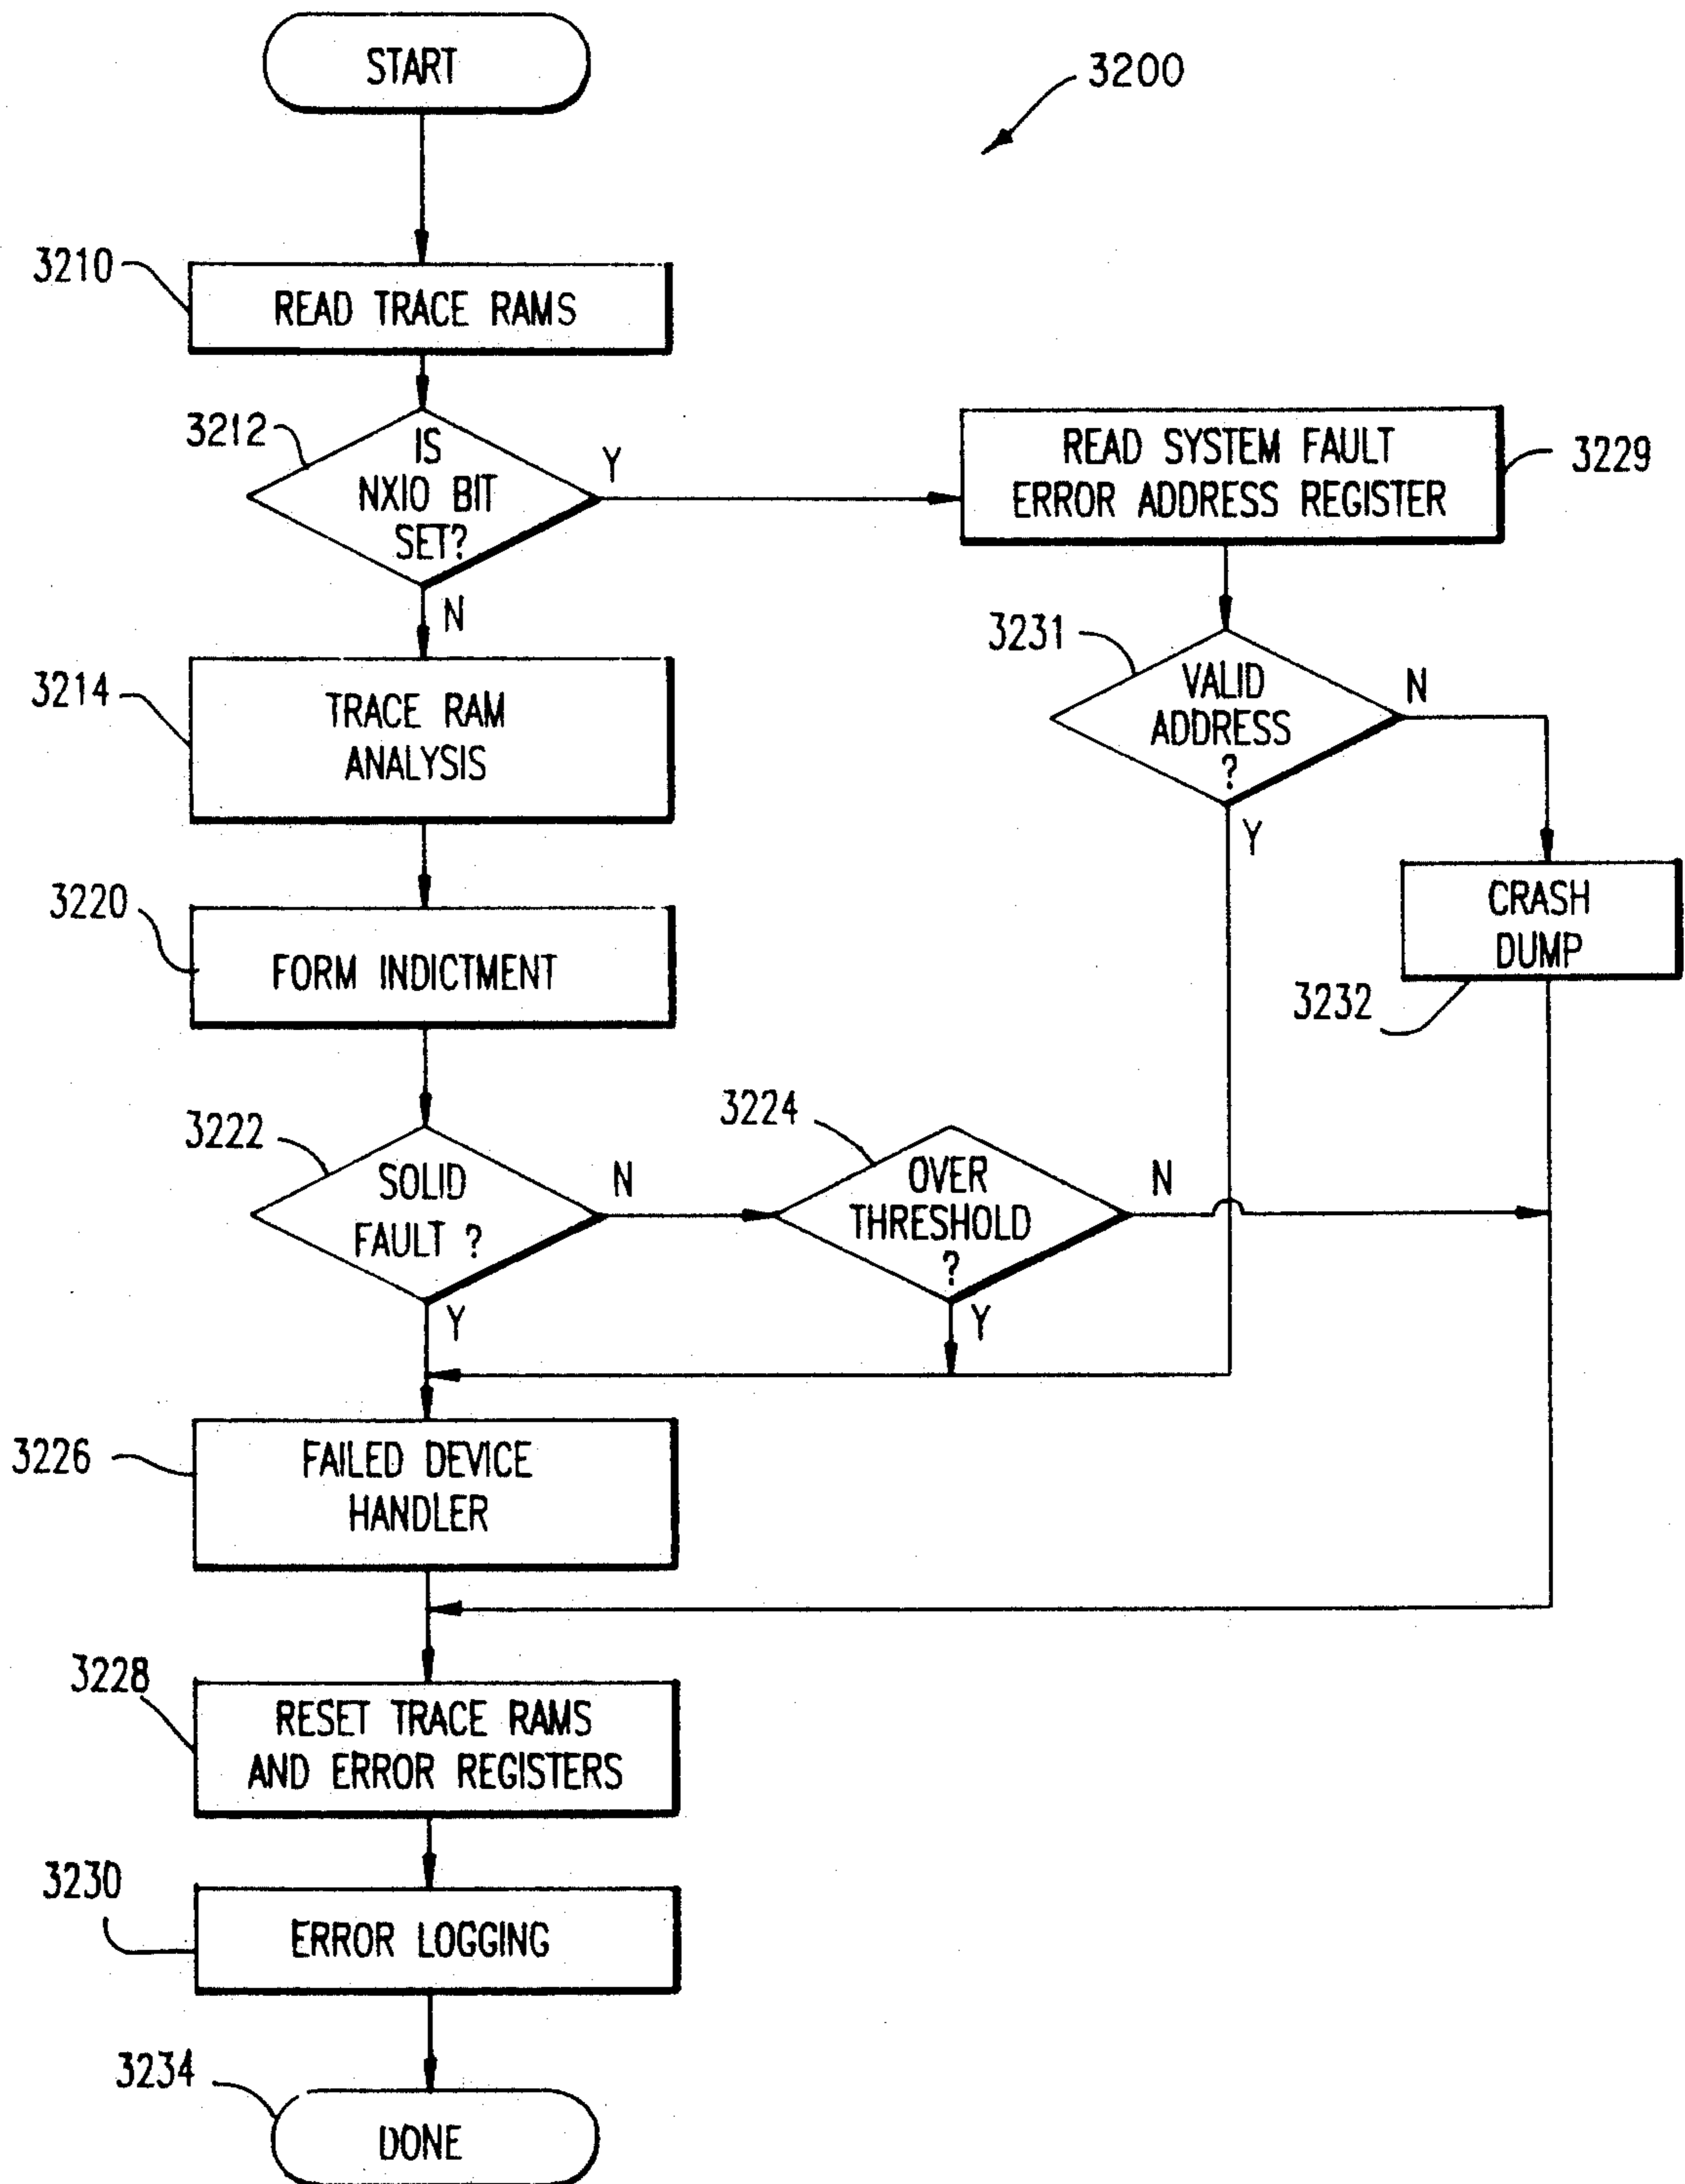 START
3200
3210
READ TRACE RAMS
3212
IS
NXIO BIT
SET?
Y
N
READ SYSTEM FAULT
ERROR ADDRESS REGISTER
3229
3231
VALID
ADDRESS
?
N
Y
3214
TRACE RAM
ANALYSIS
CRASH
DUMP
3232
3220
FORM INDICTMENT
3222
SOLID
FAULT ?
N
Y
3224
OVER
THRESHOLD
?
N
Y
3226
FAILED DEVICE
HANDLER
3228
RESET TRACE RAMS
AND ERROR REGISTERS
3230
ERROR LOGGING
3234
DONE